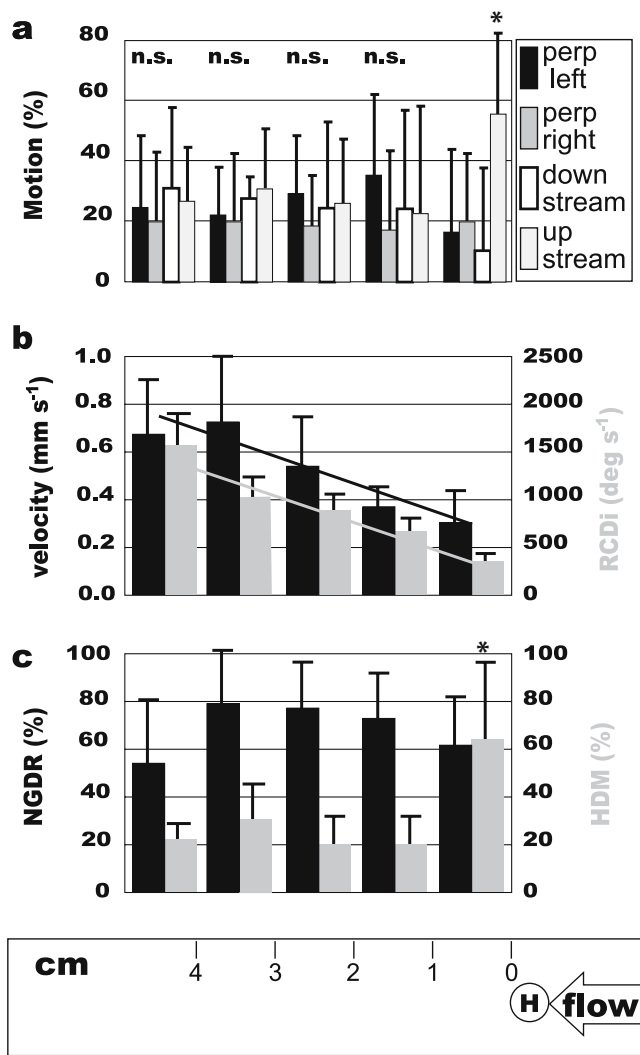 a
Motion (%)
80
60
40
20
0
n.s. n.s. n.s. n.s. *
perp left
perp right
down stream
up stream
b
velocity (mm s-1)
1.0
0.8
0.6
0.4
0.2
0.0
2500
2000
1500
1000
500
0
RCDi (deg s-1)
c
NGDR (%)
100
80
60
40
20
0
*
100
80
60
40
20
0
HDM (%)
cm
4 3 2 1 0
H flow